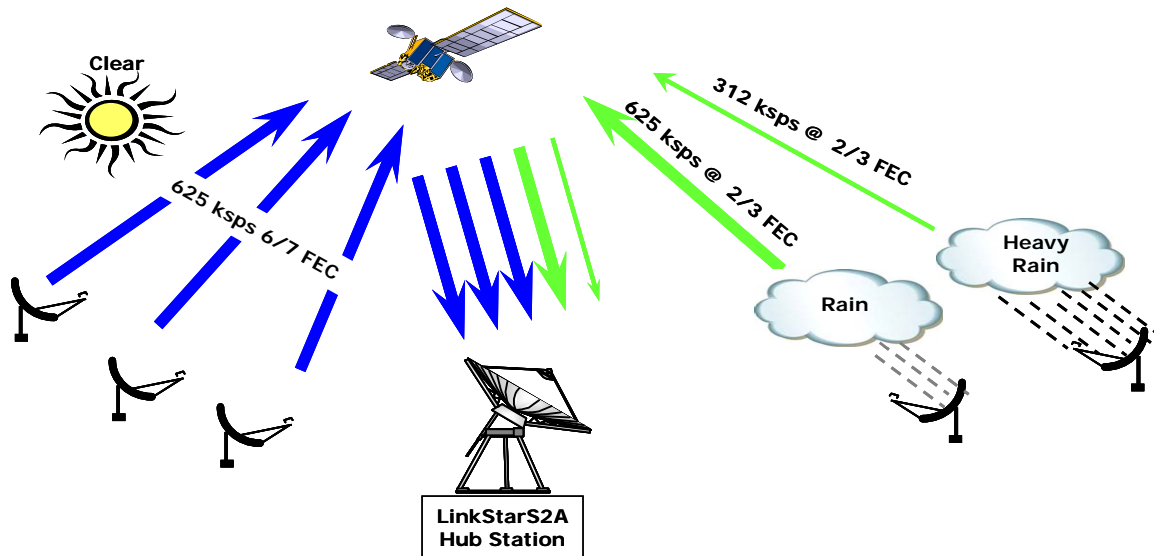 Clear
625 ksps 6/7 FEC
312 ksps @ 2/3 FEC
625 ksps @ 2/3 FEC
Heavy
Rain
Rain
LinkStarS2A
Hub Station